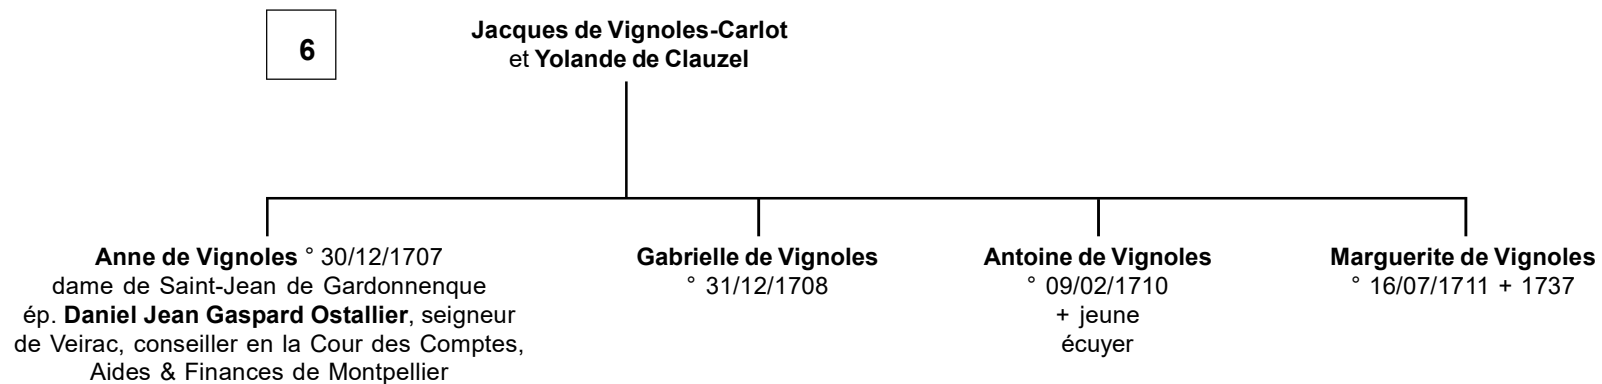 6
Jacques de Vignoles-Carlot
et Yolande de Clauzel
Anne de Vignoles ° 30/12/1707
dame de Saint-Jean de Gardonnenque
ép. Daniel Jean Gaspard Ostallier, seigneur
de Veirac, conseiller en la Cour des Comptes,
Aides & Finances de Montpellier
Gabrielle de Vignoles
° 31/12/1708
Antoine de Vignoles
° 09/02/1710
+ jeune
écuyer
Marguerite de Vignoles
° 16/07/1711 + 1737